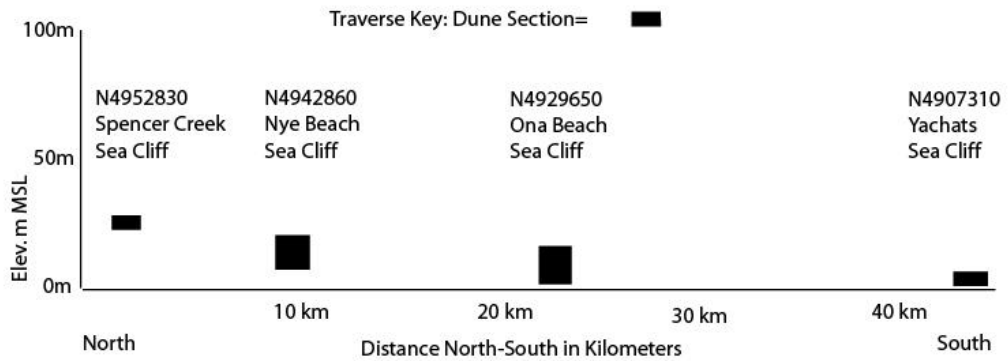 Traverse Key: Dune Section=
100m
N4952830
Spencer Creek
Sea Cliff
N4942860
Nye Beach
Sea Cliff
N4929650
Ona Beach
Sea Cliff
N4907310
Yachats
Sea Cliff
50m
Elev. m MSL
0m
10 km
20 km
30 km
40 km
North
Distance North-South in Kilometers
South